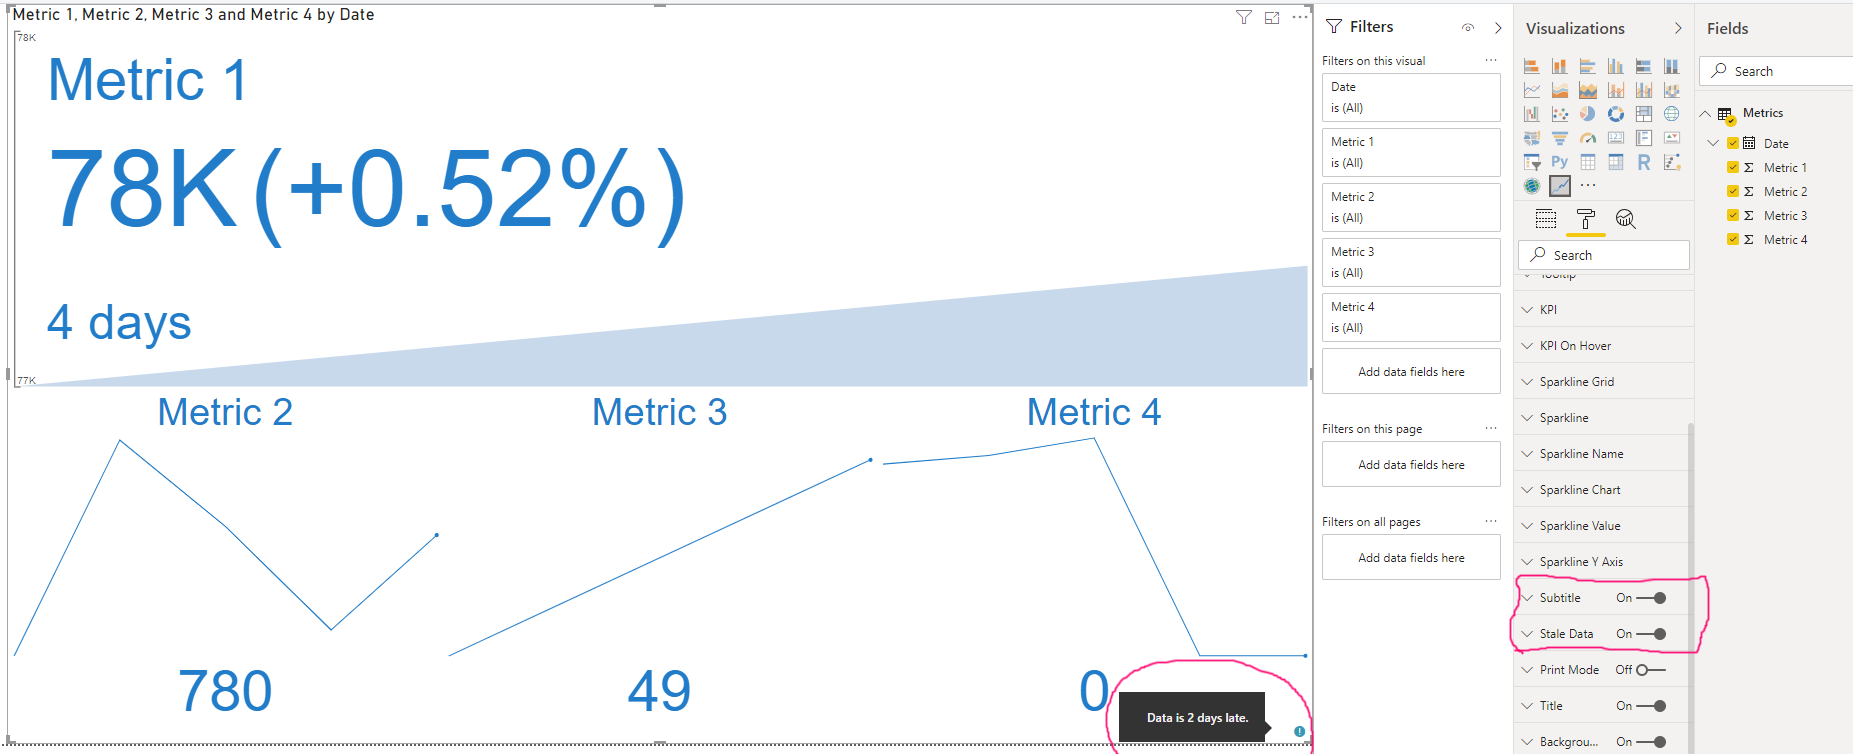 Metric 1, Metric 2, Metric 3 and Metric 4 by Date
78K
Metric 1
78K(+0.52%)
4 days
77K
Metric 2
Metric 3
Metric 4
780
49
0
Data is 2 days late.
Filters
Filters on this visual
Date
is (All)
Metric 1
is (All)
Metric 2
is (All)
Metric 3
is (All)
Metric 4
is (All)
Add data fields here
Filters on this page
Add data fields here
Filters on all pages
Add data fields here
Visualizations
123
Py
R
Search
Tooltip
KPI
KPI On Hover
Sparkline Grid
Sparkline
Sparkline Name
Sparkline Chart
Sparkline Value
Sparkline Y Axis
Subtitle On
Stale Data On
Print Mode Off
Title On
Backgrou... On
Fields
Search
Metrics
Date
Metric 1
Metric 2
Metric 3
Metric 4